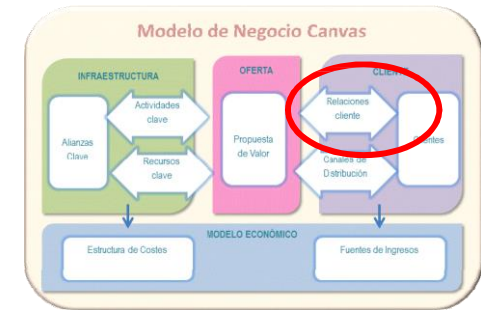 Modelo de Negocio Canvas
INFRAESTRUCTURA
OFERTA
Actividades
clave
Relaciones
cliente
Alianzas
Clave
Propuesta
de Valor
Recursos
clave
Canales de
Distribución
MODELO ECONÓMICO
Estructura de Costos
Fuentes de Ingresos